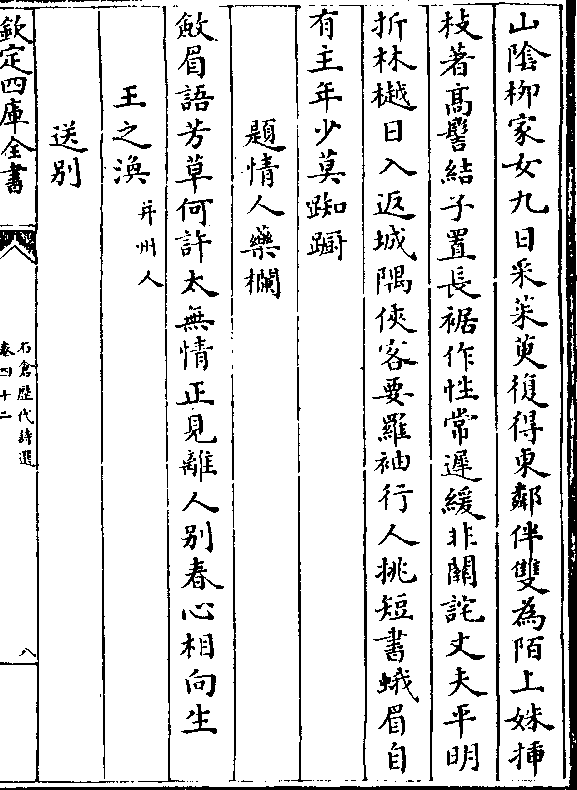 山陰柳家女九日采茱萸復得東鄰伴雙為陌上姝插
枝著髙髻結子置長裾作性常遲緩非關詫丈夫平明
折林樾日入返城隅俠客要羅袖行人挑短書蛾眉自
有主年少莫踟蹰
題情人藥欄
斂眉語芳草何許太無情正見離人别春心相向生
王之渙 并州人
送别
欽定四庫全書
石倉歴代詩選
卷四十二
八